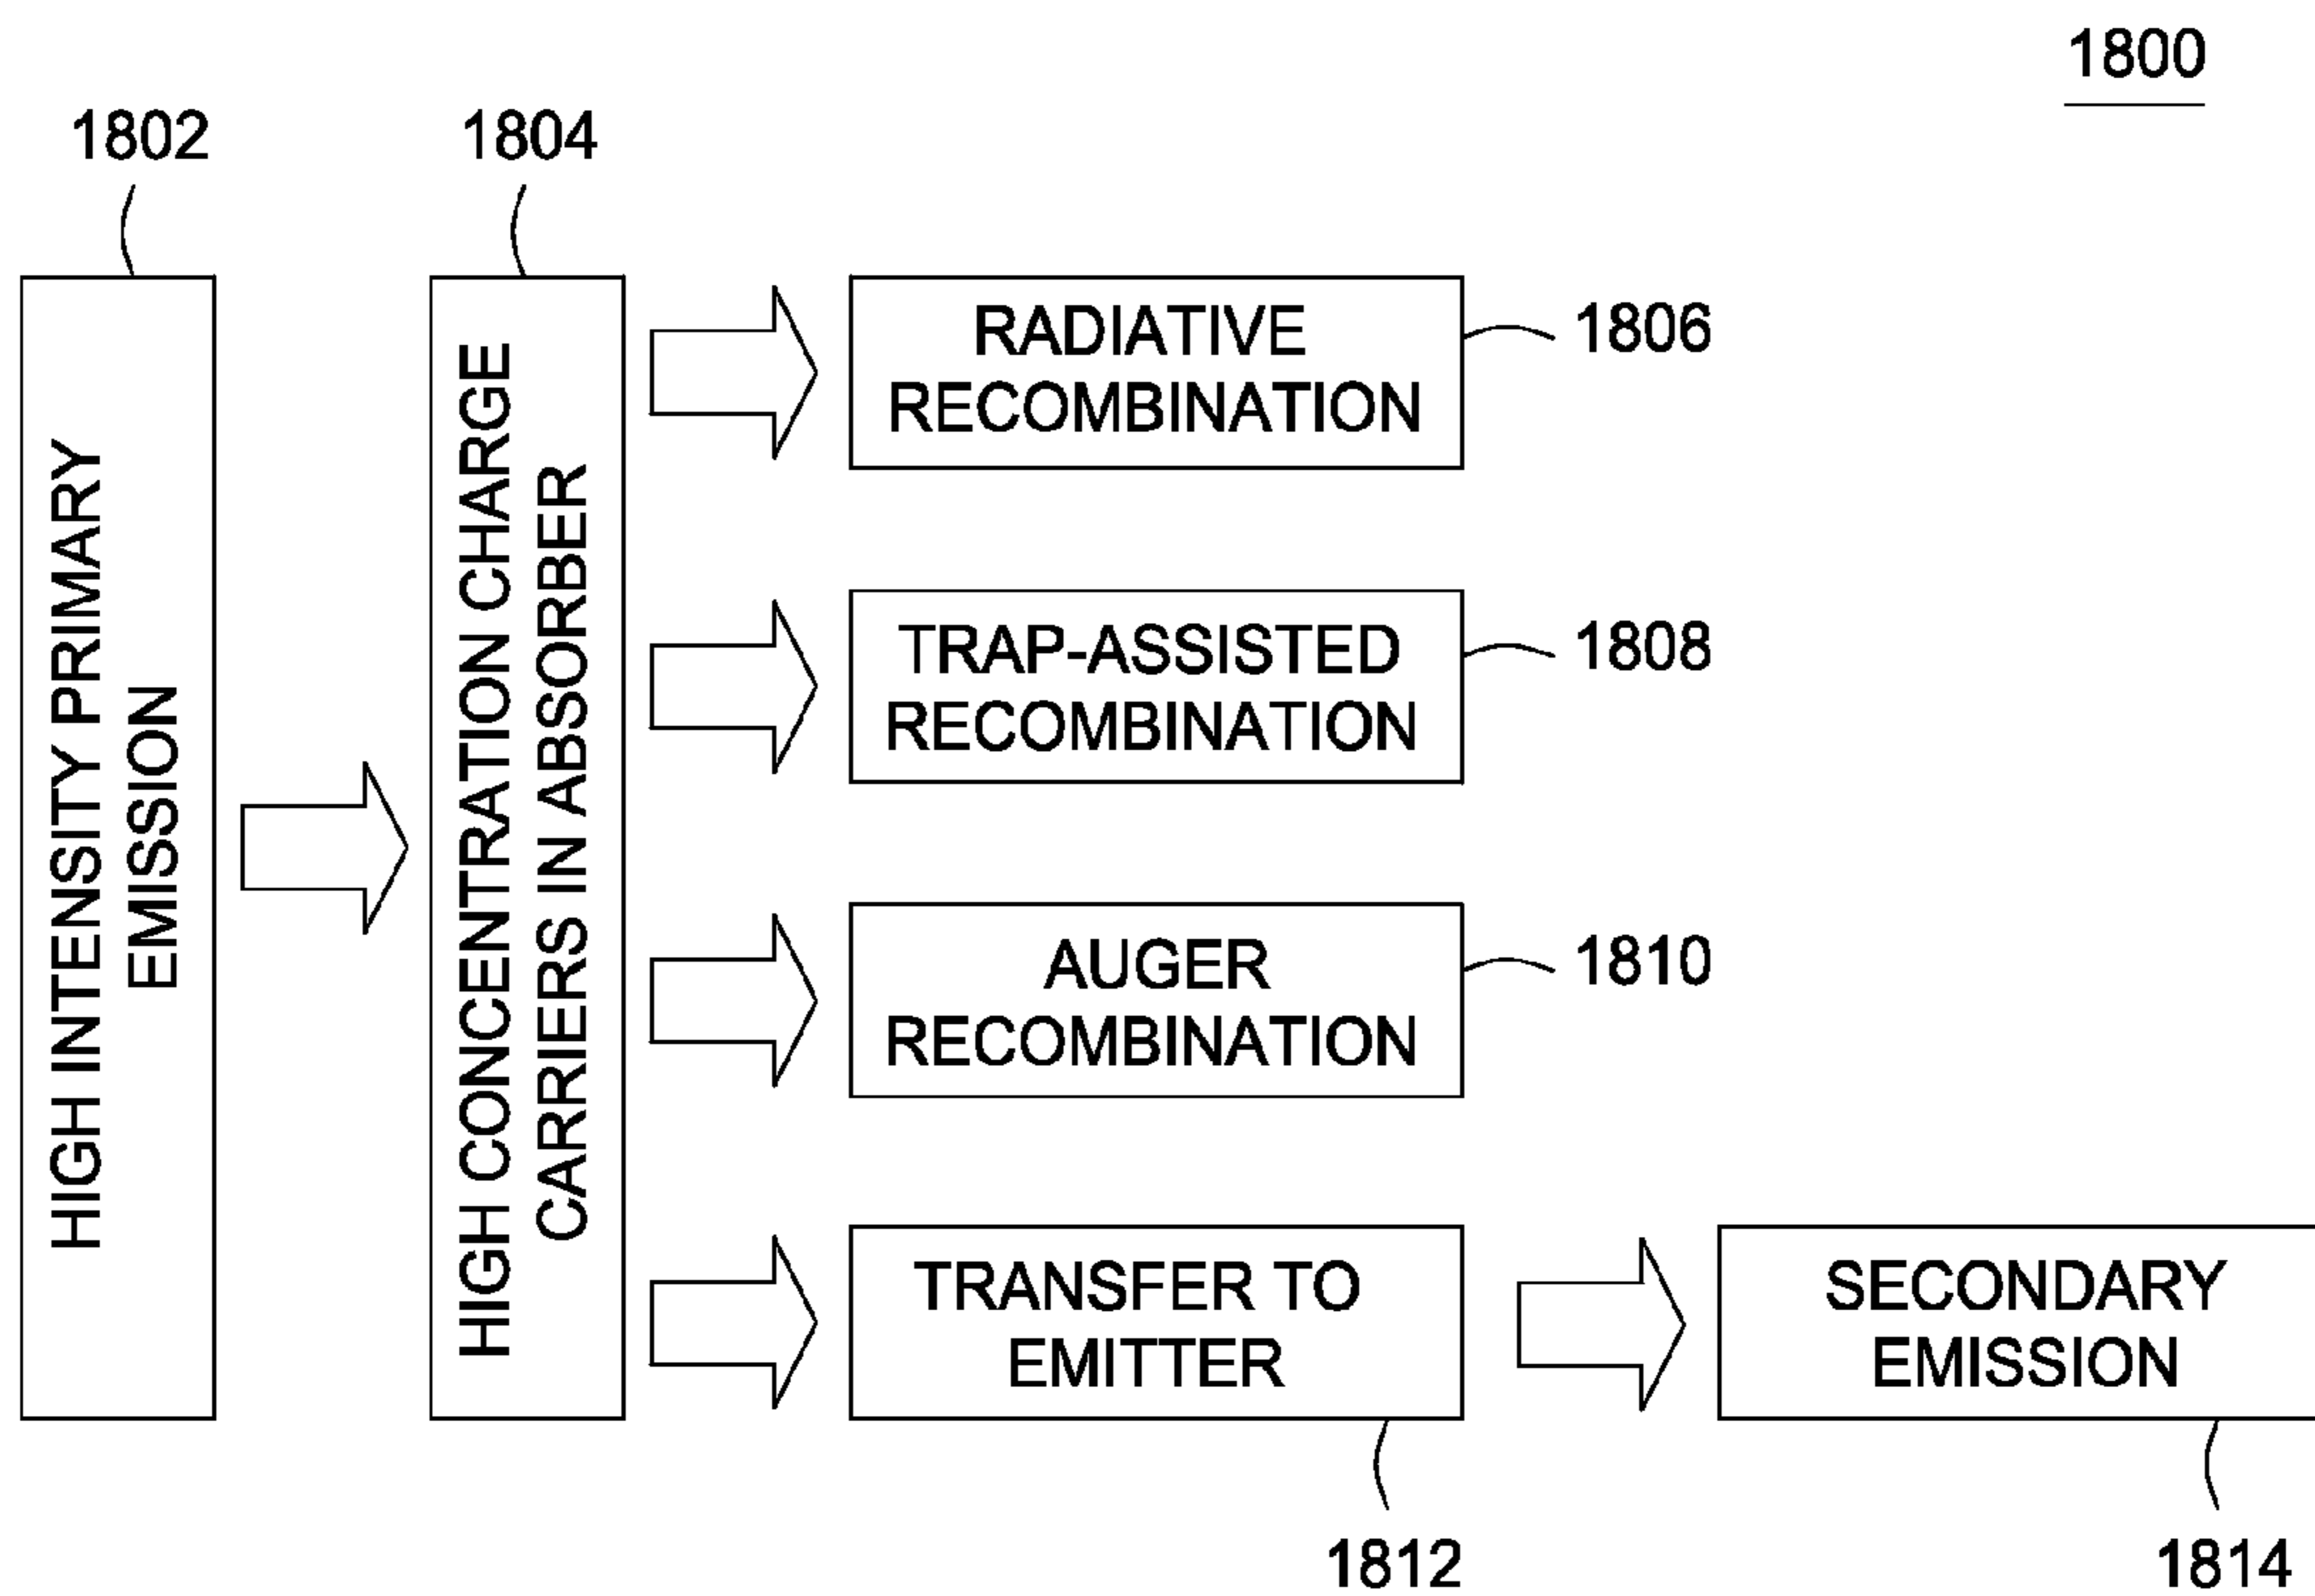 1800
1802
1804
HIGH INTENSITY PRIMARY
EMISSION
HIGH CONCENTRATION CHARGE
CARRIERS IN ABSORBER
RADIATIVE
RECOMBINATION
1806
TRAP-ASSISTED
RECOMBINATION
1808
AUGER
RECOMBINATION
1810
TRANSFER TO
EMITTER
SECONDARY
EMISSION
1812
1814